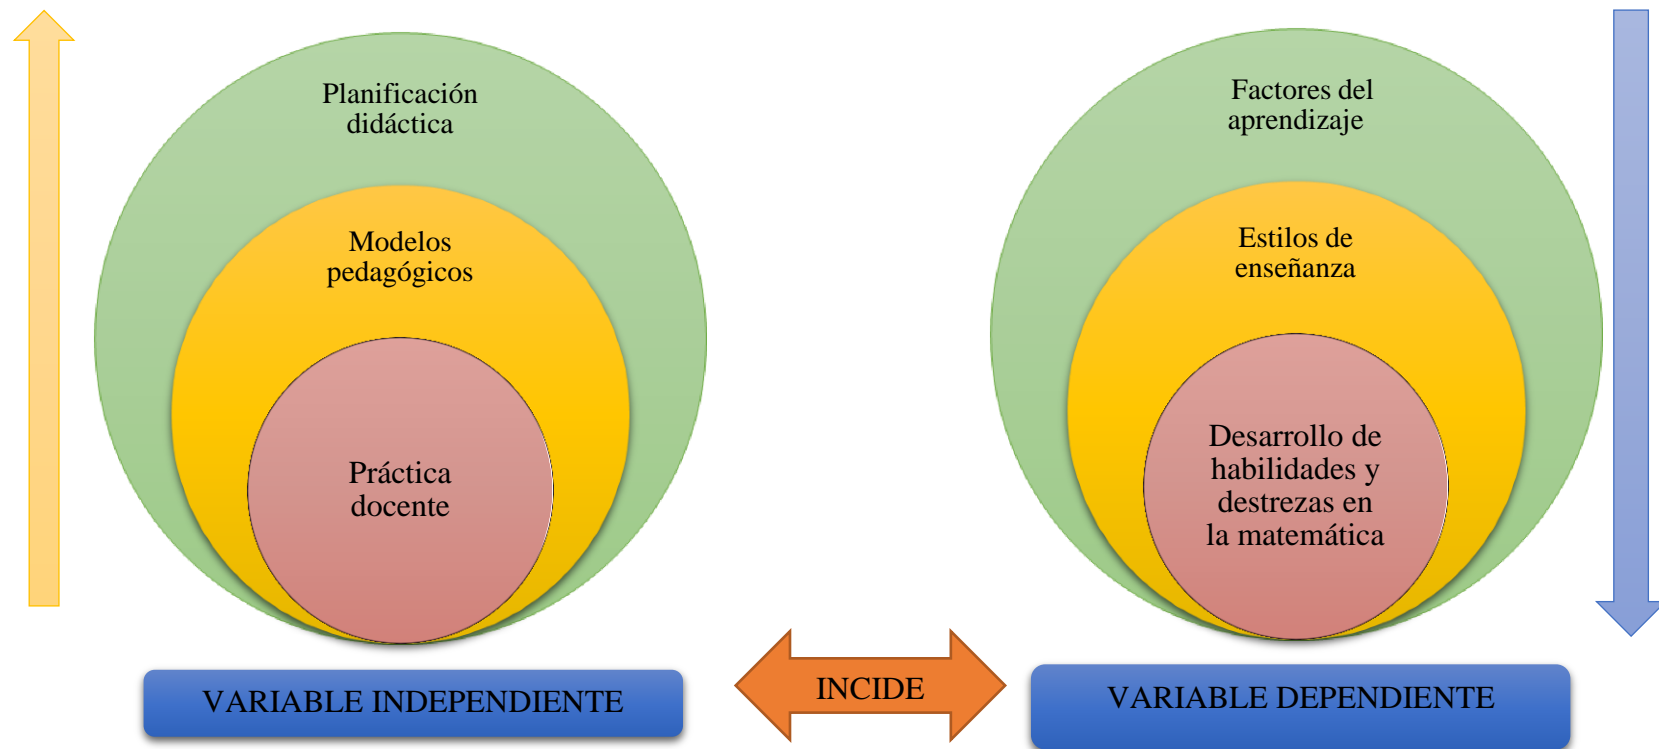 Planificación
didáctica
Modelos
pedagógicos
Práctica
docente
VARIABLE INDEPENDIENTE
INCIDE
Factores del
aprendizaje
Estilos de
enseñanza
Desarrollo de
habilidades y
destrezas en
la matemática
VARIABLE DEPENDIENTE